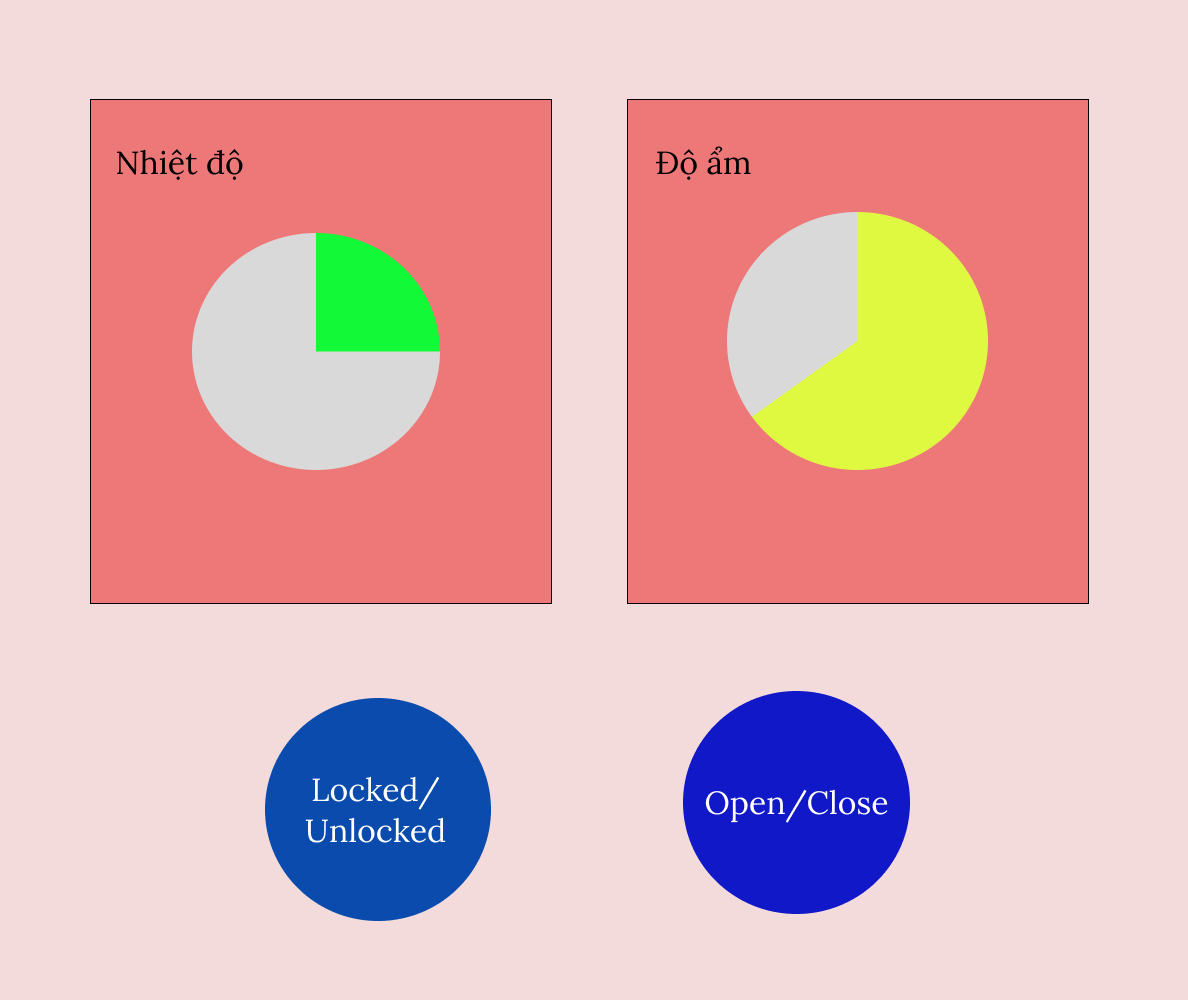 Nhiệt độ
Độ ẩm
Locked/
Unlocked
Open/Close